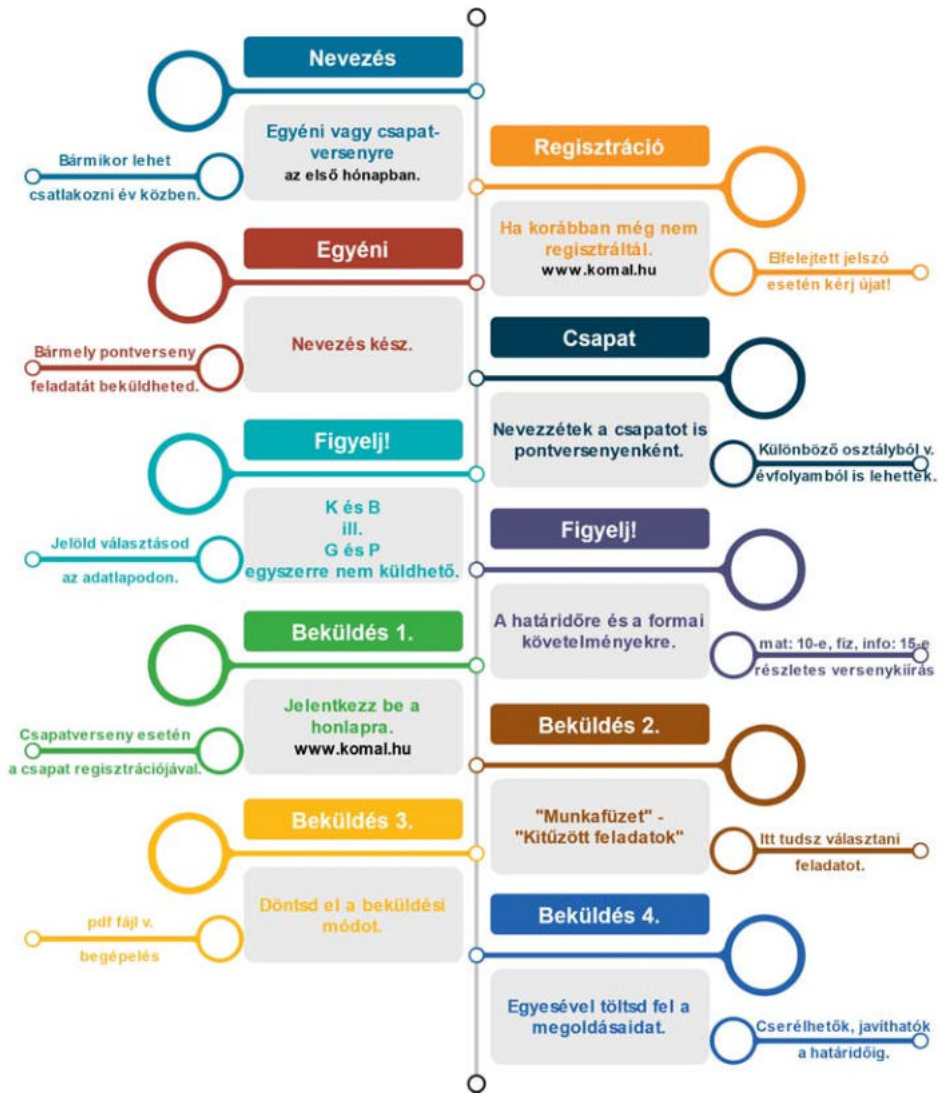 Nevezés
Egyéni vagy csapat-
versenyre
az első hónapban.
Bármikor lehet
csatlakozni év közben.
Regisztráció
Ha korábban még nem
regisztráltál.
www.komal.hu
Elfelejtett jelszó
esetén kérj újat!
Egyéni
Nevezés kész.
Bármely pontverseny
feladatát beküldheted.
Csapat
Nevezzétek a csapatot is
pontversenyenként.
Különböző osztályból v.
évfolyamból is lehettek.
Figyelj!
K és B
ill.
G és P
egyszerre nem küldhető.
Jelöld választásod
az adatlapodon.
Figyelj!
A határidőre és a formai
követelményekre.
mat: 10-e, fiz, info: 15-e
részletes versenykiírás
Beküldés 1.
Jelentkezz be a
honlapra.
www.komal.hu
Csapatverseny esetén
a csapat regisztrációjával.
Beküldés 2.
"Munkafüzet" -
"Kitűzött feladatok"
Itt tudsz választani
feladatot.
Beküldés 3.
Döntsd el a beküldési
módot.
pdf fájl v.
begépelés
Beküldés 4.
Egyesével töltsd fel a
megoldásaidat.
Cserélhetők, javíthatók
a határidőig.